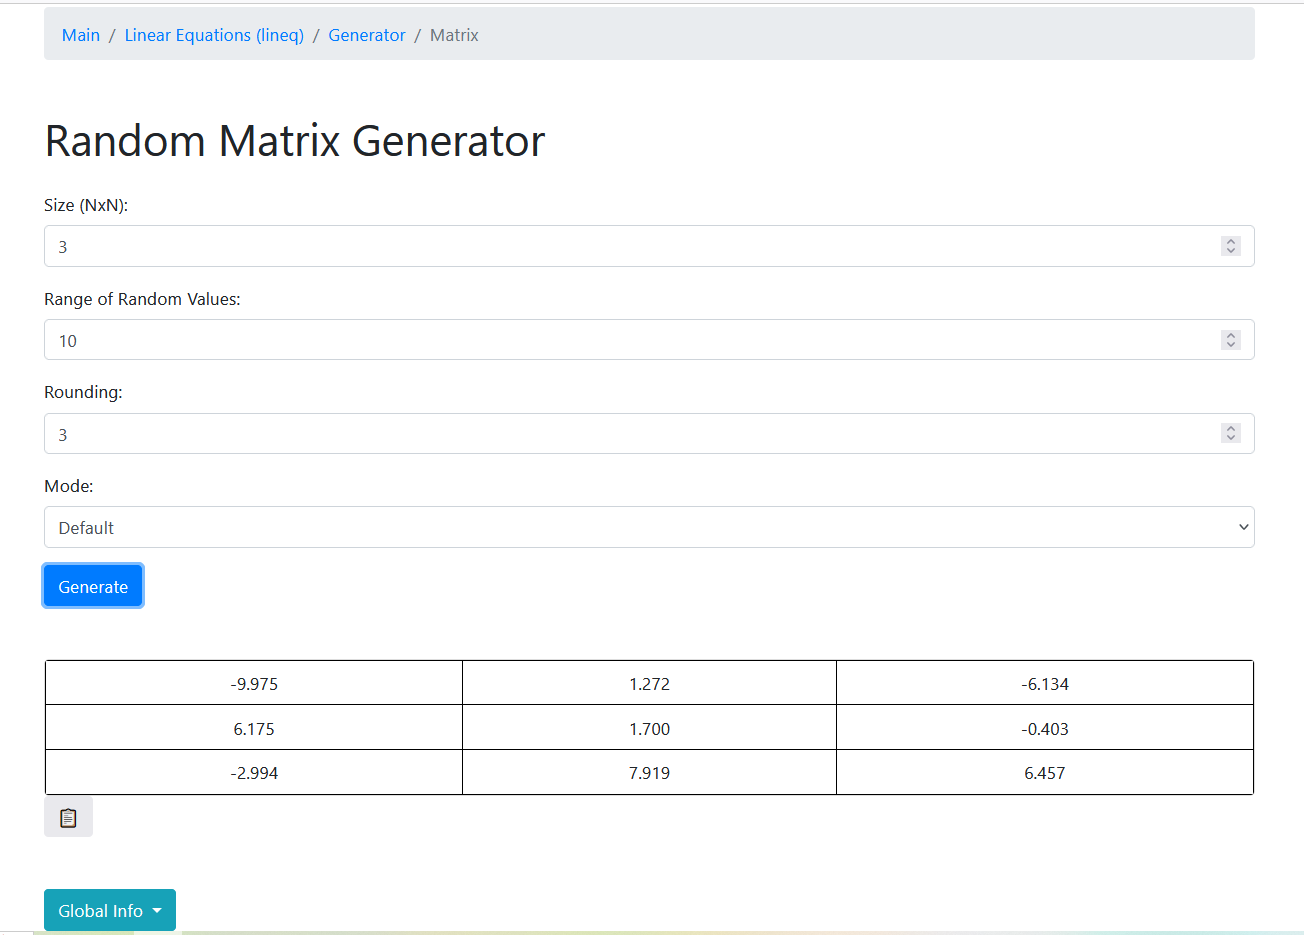 Main / Linear Equations (lineq) / Generator / Matrix
Random Matrix Generator
Size (NxN):
3
Range of Random Values:
10
Rounding:
3
Mode:
Default
Generate
-9.975 1.272 -6.134
6.175 1.700 -0.403
-2.994 7.919 6.457
Global Info